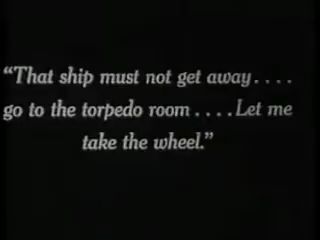 “That ship must not get away....
go to the torpedo room....Let me
take the wheel.”